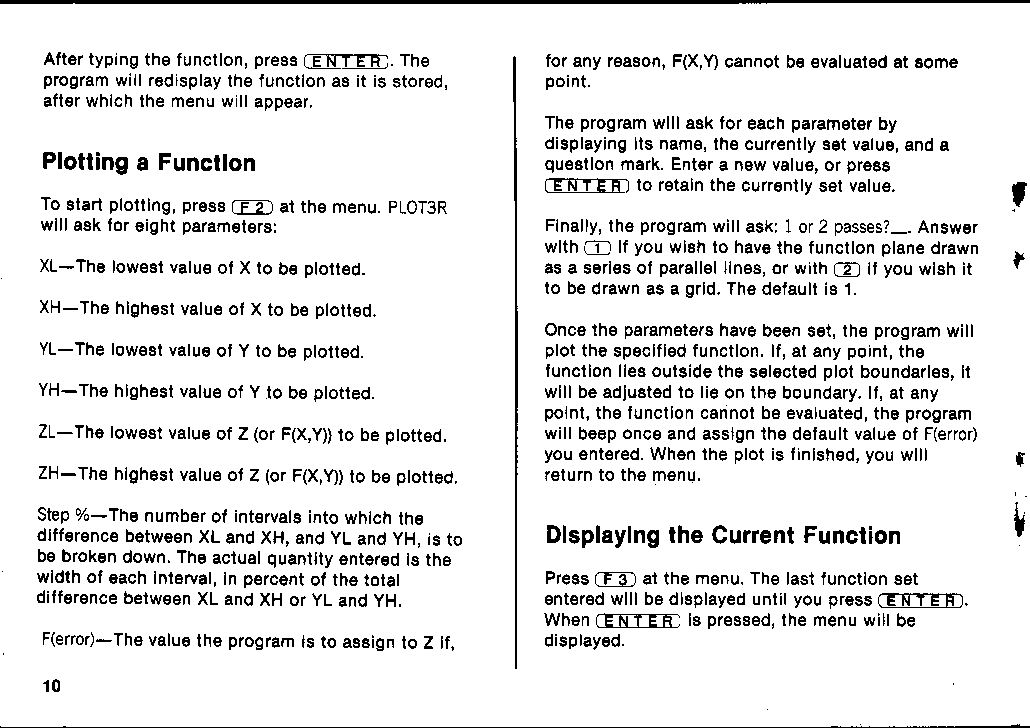 After typing the function, press (ENTER). The
program will redisplay the function as it is stored,
after which the menu will appear.
Plotting a Function
To start plotting, press (F2) at the menu. PLOT3R
will ask for eight parameters:
XL—The lowest value of X to be plotted.
XH—The highest value of X to be plotted.
YL—The lowest value of Y to be plotted.
YH—The highest value of Y to be plotted.
ZL—The lowest value of Z (or F(X,Y)) to be plotted.
ZH—The highest value of Z (or F(X,Y)) to be plotted.
Step %—The number of intervals into which the
difference between XL and XH, and YL and YH, is to
be broken down. The actual quantity entered is the
width of each interval, in percent of the total
difference between XL and XH or YL and YH.
F(error)—The value the program is to assign to Z if,
10
for any reason, F(X,Y) cannot be evaluated at some
point.
The program will ask for each parameter by
displaying its name, the currently set value, and a
question mark. Enter a new value, or press
(ENTER) to retain the currently set value.
Finally, the program will ask: 1 or 2 passes?_. Answer
with (1) if you wish to have the function plane drawn
as a series of parallel lines, or with (2) if you wish it
to be drawn as a grid. The default is 1.
Once the parameters have been set, the program will
plot the specified function. If, at any point, the
function lies outside the selected plot boundaries, it
will be adjusted to lie on the boundary. If, at any
point, the function cannot be evaluated, the program
will beep once and assign the default value of F(error)
you entered. When the plot is finished, you will
return to the menu.
Displaying the Current Function
Press (F3) at the menu. The last function set
entered will be displayed until you press (ENTER).
When (ENTER) is pressed, the menu will be
displayed.